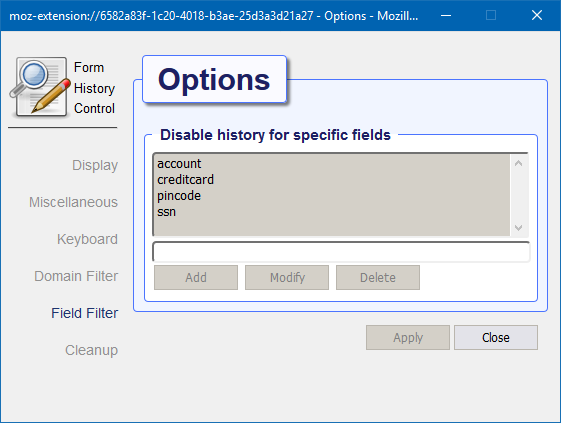 moz-extension://6582a83f-1c20-4018-b3ae-25d3a3d21a27 - Options - Mozill...
Form
History
Control
Options
Display
Miscellaneous
Keyboard
Domain Filter
Field Filter
Cleanup
Disable history for specific fields
account
creditcard
pincode
ssn
Add
Modify
Delete
Apply
Close